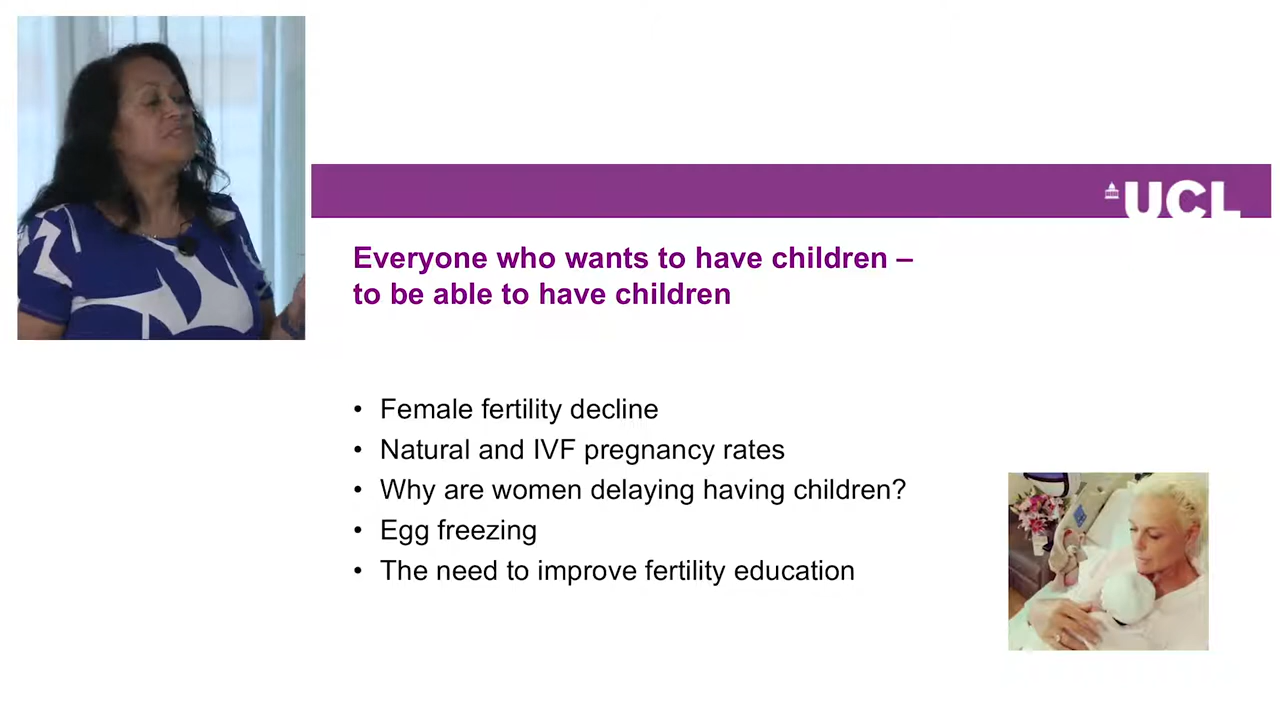 UCL
Everyone who wants to have children –
to be able to have children
• Female fertility decline
• Natural and IVF pregnancy rates
• Why are women delaying having children?
• Egg freezing
• The need to improve fertility education